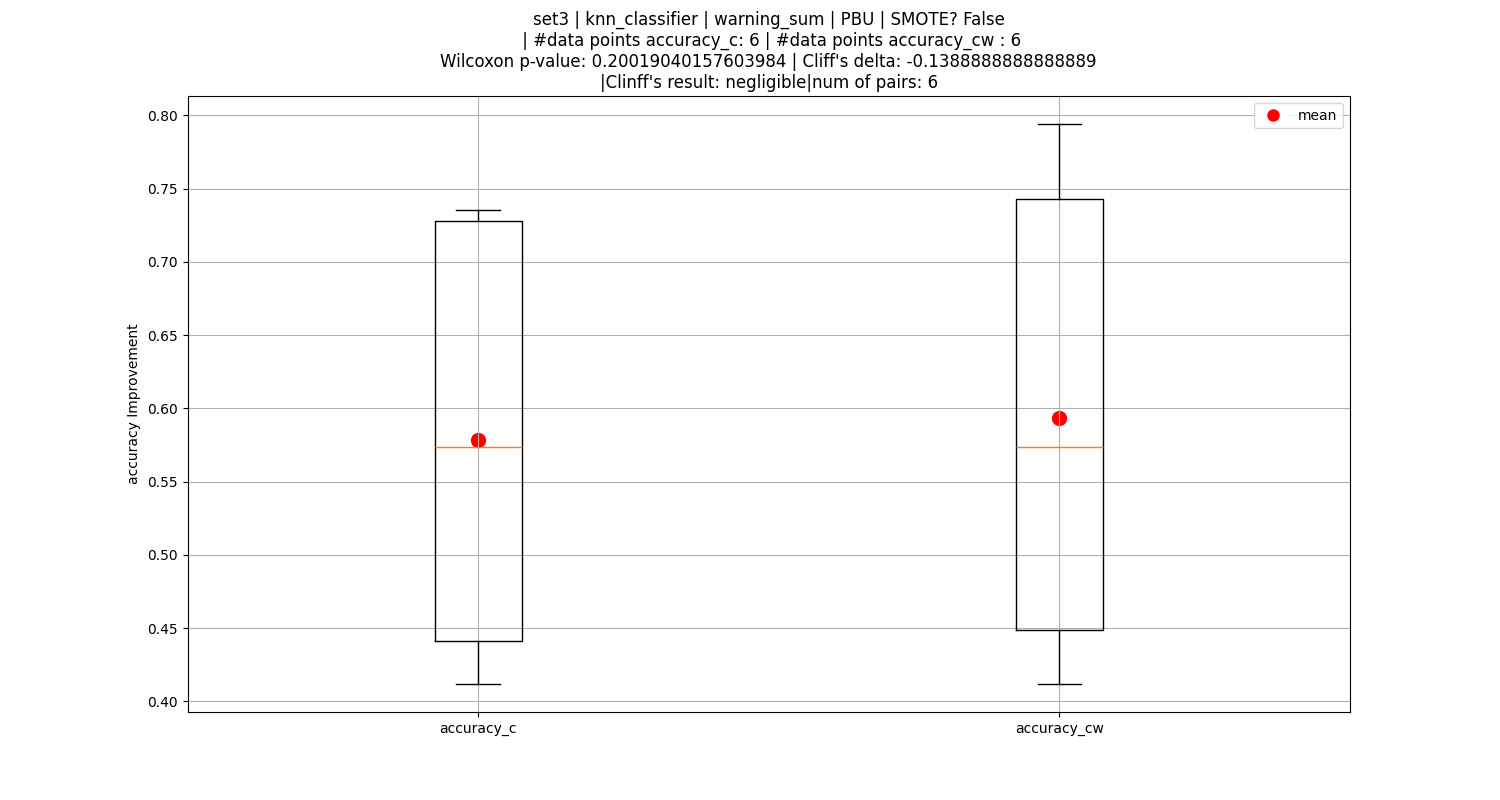 set3 | knn_classifier | warning_sum | PBU | SMOTE? False
| #data points accuracy_c: 6 | #data points accuracy_cw : 6
Wilcoxon p-value: 0.20019040157603984 | Cliff's delta: -0.1388888888888889
|Clinff's result: negligible|num of pairs: 6
mean
0.80
0.75
0.70
0.65
0.60
0.55
0.50
0.45
0.40
accuracy Improvement
accuracy_c
accuracy_cw